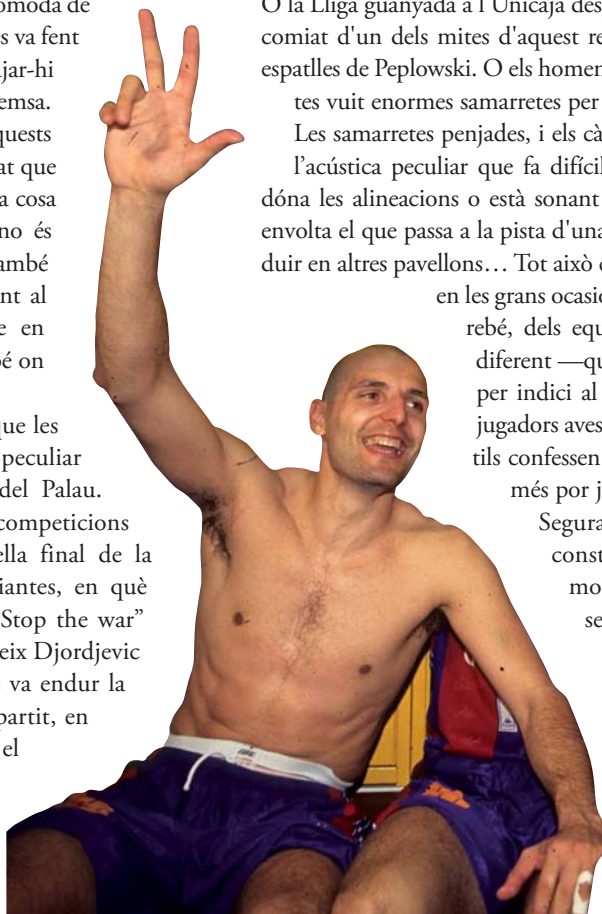 òmoda de
s va fent
jar-hi
emsa.
quests
at que
a cosa
no és
ambé
nt al
e en
é on
ue les
peculiar
del Palau.
competicions
ella final de la
iantes, en què
Stop the war”
eix Djordjevic
va endur la
partit, en
el
O la Lliga guanyada a l'Unicaja des
comiat d'un dels mites d'aquest re
espatlles de Peplowski. O els homen
tes vuit enormes samarretes per
Les samarretes penjades, i els cà
l’acústica peculiar que fa difícil
dóna les alineacions o està sonant
envolta el que passa a la pista d'una
duir en altres pavellons… Tot això
en les grans ocasio
rebé, dels equ
diferent —qu
per indici al
jugadors aves
tils confessen
més por j
Segura
const
mo
se